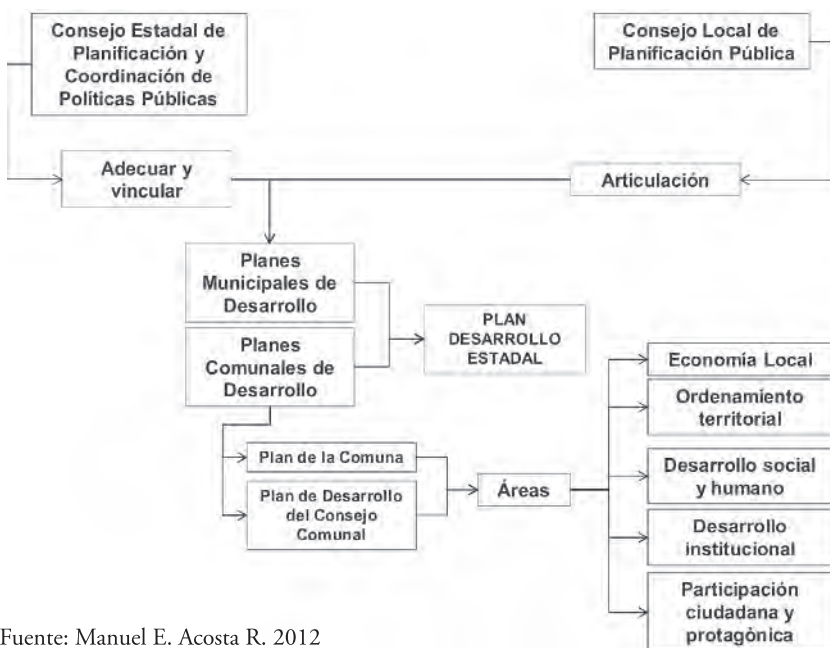 Consejo Estadal de
Planificación y
Coordinación de
Políticas Públicas
Consejo Local de
Planificación Pública
Adecuar y
vincular
Articulación
Planes
Municipales de
Desarrollo
Planes
Comunales de
Desarrollo
PLAN
DESARROLLO
ESTADAL
Plan de la Comuna
Plan de Desarrollo
del Consejo
Comunal
Áreas
Economía Local
Ordenamiento
territorial
Desarrollo social
y humano
Desarrollo
institucional
Participación
ciudadana y
protagónica
Fuente: Manuel E. Acosta R. 2012